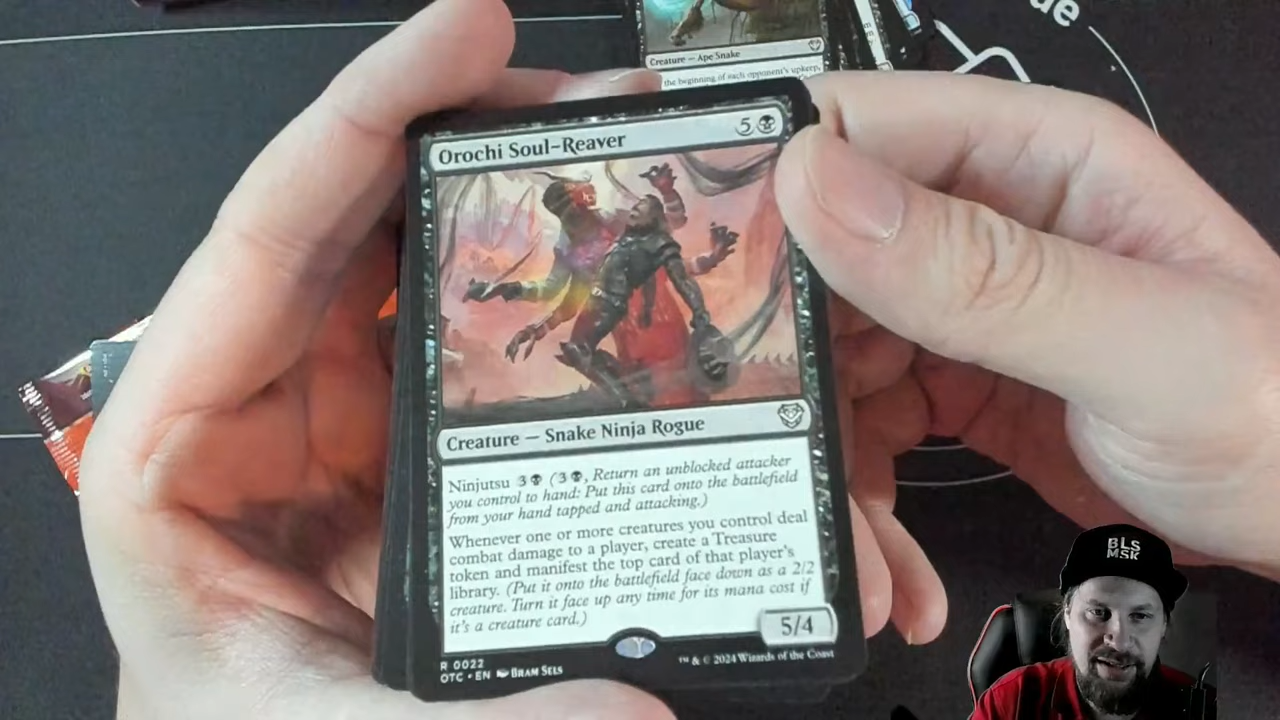 ue
Creature — Ape Snake
the beginning of each opponent's upkeep,
Orochi Soul-Reaver 5
Creature — Snake Ninja Rogue
Ninjutsu 3 (3, Return an unblocked attacker
you control to hand: Put this card onto the battlefield
from your hand tapped and attacking.)
Whenever one or more creatures you control deal
combat damage to a player, create a Treasure
token and manifest the top card of that player's
library. (Put it onto the battlefield face down as a 2/2
creature. Turn it face up any time for its mana cost if
it's a creature card.)
5/4
R 0022
OTC • EN BRAM SELS
™ & © 2024 Wizards of the Coast
BLS
MSK